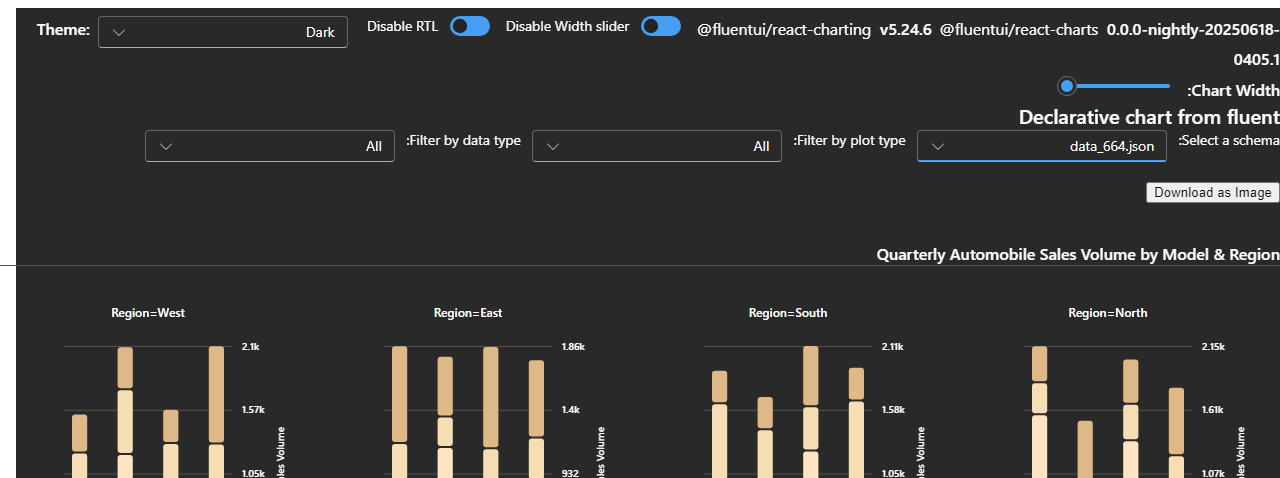 Theme: Dark Disable RTL Disable Width slider @fluentui/react-charting v5.24.6 @fluentui/react-charts 0.0.0-nightly-20250618-
0405.1
:Chart Width
Declarative chart from fluent
:Select a schema data_664.json :Filter by plot type All :Filter by data type All
Download as Image
Quarterly Automobile Sales Volume by Model & Region
Region=West Region=East Region=South Region=North
2.1k 1.86k 2.11k 2.15k
1.57k 1.4k 1.58k 1.61k
1.05k 932 1.05k 1.07k
Volume Volume Volume Volume